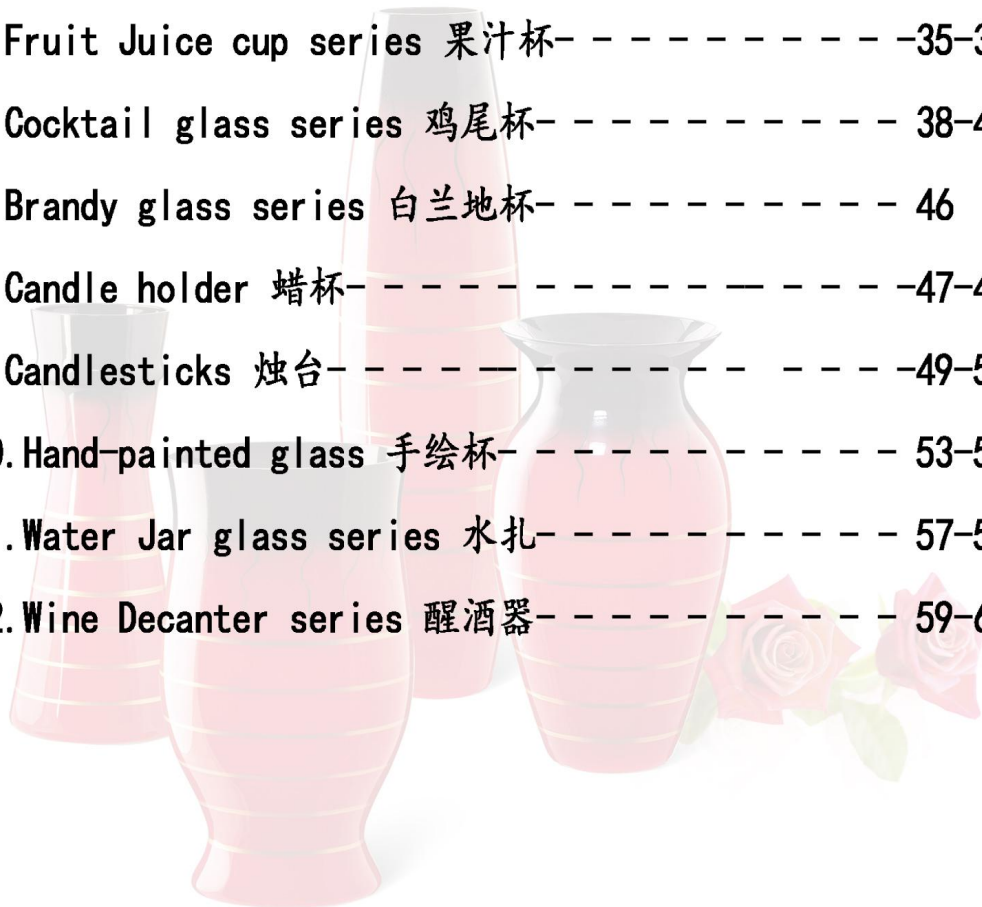 Fruit Juice cup series 果汁杯- - - - - - - - - - -35-3
Cocktail glass series 鸡尾杯- - - - - - - - - - - 38-4
Brandy glass series 白兰地杯- - - - - - - - - - - 46
Candle holder 蜡杯- - - - - - - - - - - - - - - - -47-4
Candlesticks 烛台- - - - - - - - - - - - - - - - -49-5
.Hand-painted glass 手绘杯- - - - - - - - - - - - 53-5
.Water Jar glass series 水扎- - - - - - - - - - - 57-5
2.Wine Decanter series 醒酒器- - - - - - - - - - - 59-6